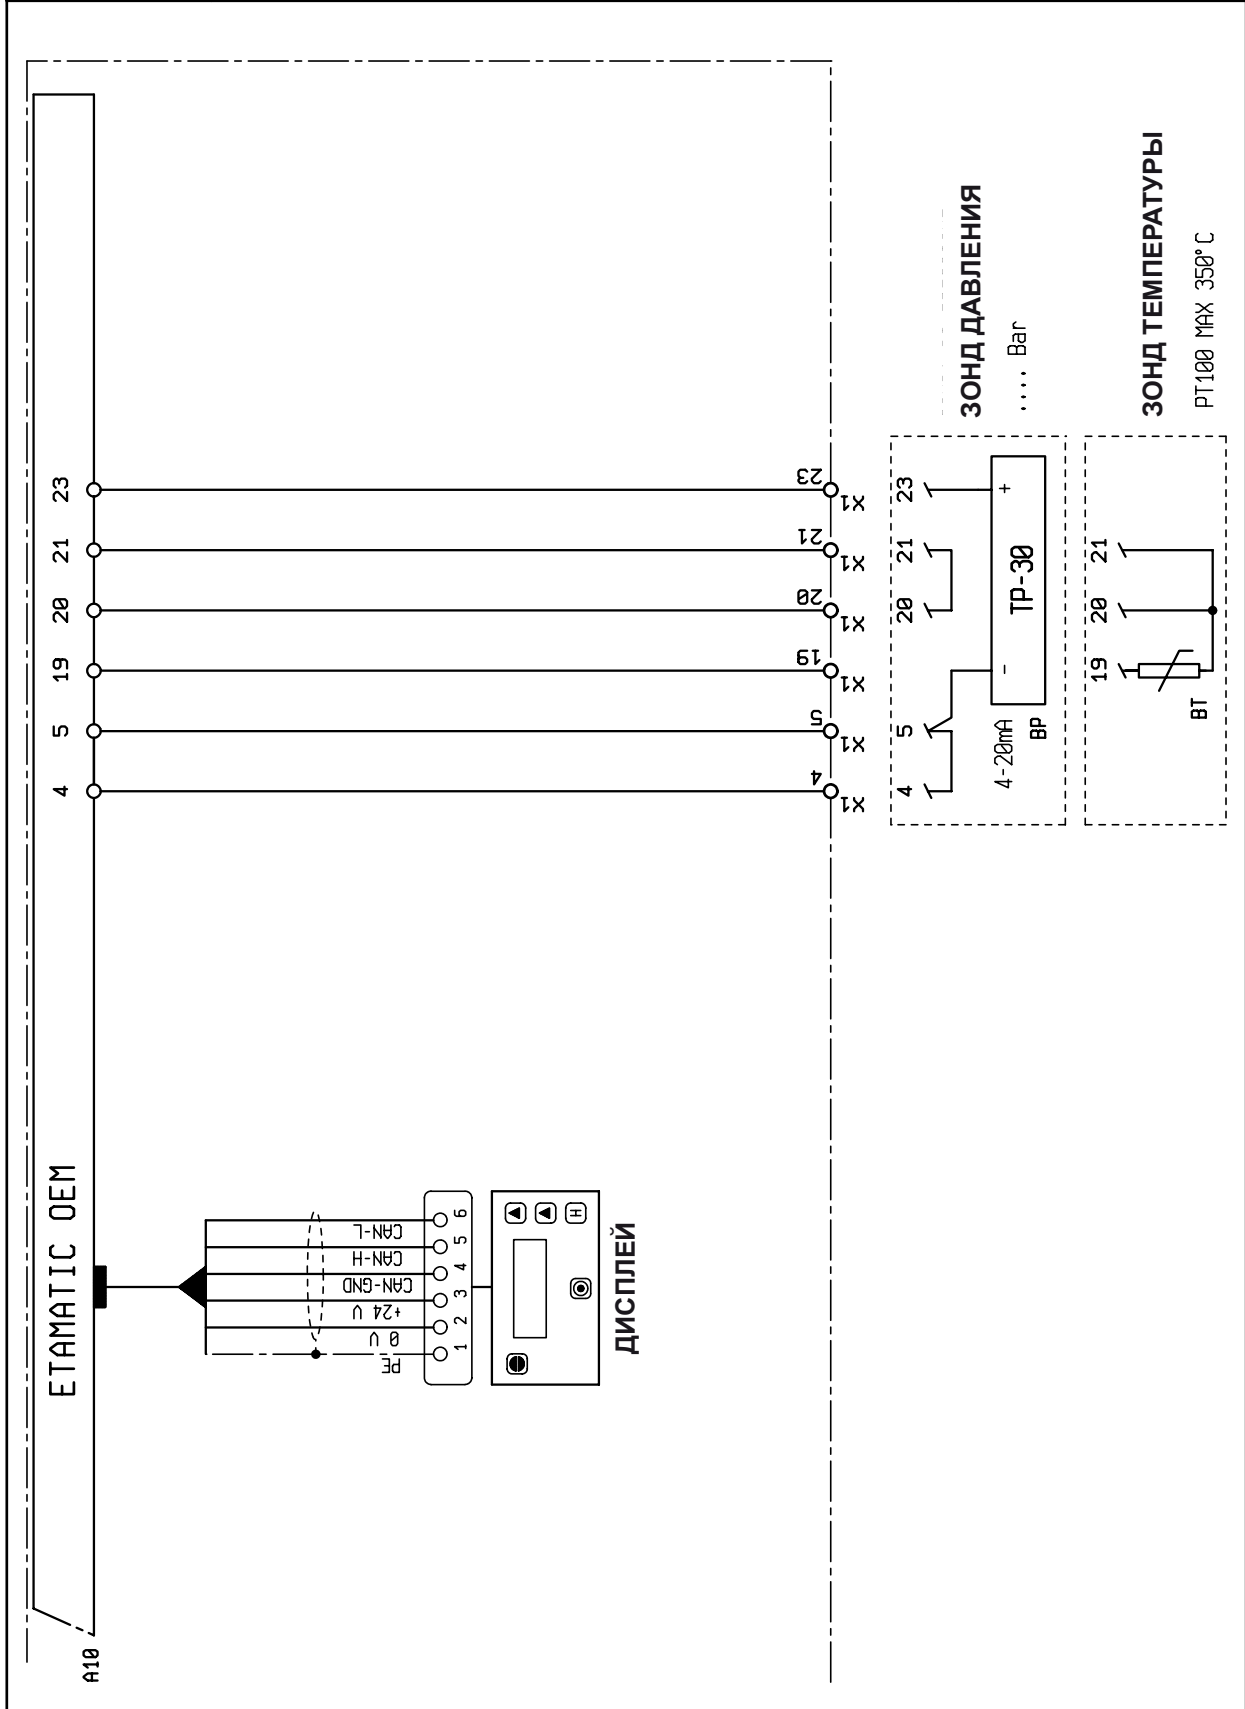 A10
ETAMATIC OEM
4
5
19
20
21
23
PE
0 V
+24 V
CAN-GND
CAN-H
CAN-L
1
2
3
4
5
6
H
ДИСПЛЕЙ
4
5
19
20
21
23
X1
X1
X1
X1
X1
X1
4
5
20
21
23
4-20mA
BP
-
TP-30
+
ЗОНД ДАВЛЕНИЯ
.... Bar
19
20
21
BT
ЗОНД ТЕМПЕРАТУРЫ
PT100 MAX 350°C